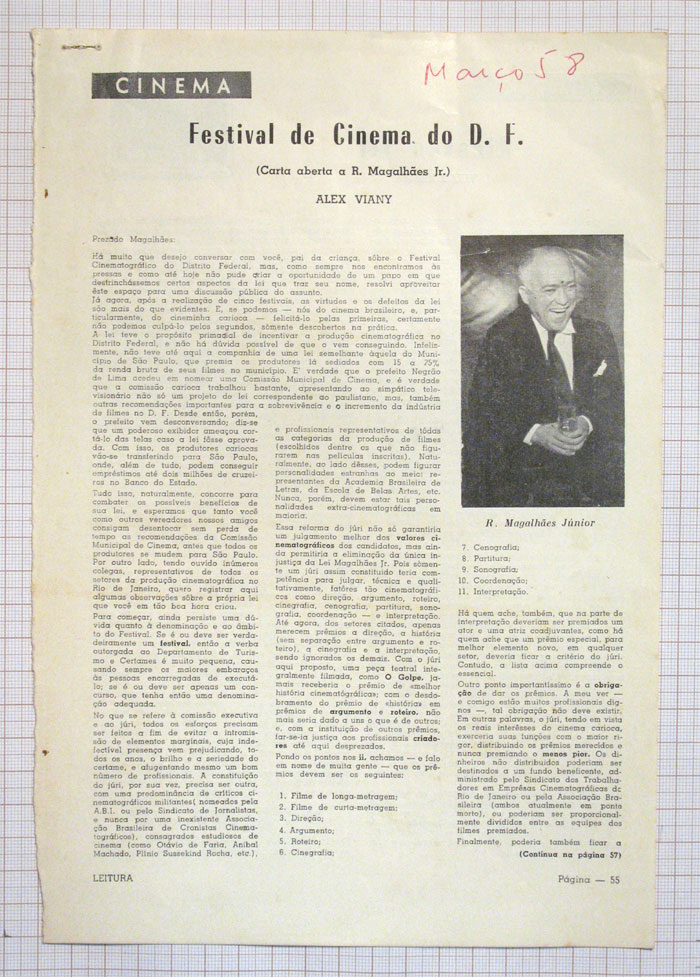 Março 58
CINEMA
Festival de Cinema do D. F.
(Carta aberta a R. Magalhães Jr.)
ALEX VIANY
Prezado Magalhães:
Há muito que desejo conversar com você, pai da criança, sôbre o Festival
Cinematográfico do Distrito Federal, mas, como sempre nos encontramos às
pressas e como até hoje não pude criar a oportunidade de um papo em que
destrinchássemos certos aspectos da lei que traz seu nome, resolvi aproveitar
êste espaço para uma discussão pública do assunto.
Já agora, após a realização de cinco festivais, as virtudes e os defeitos da lei
são mais do que evidentes. E, se podemos — nós do cinema brasileiro, e, par-
ticularmente, do cineminha carioca — felicitá-lo pelas primeiras, certamente
não podemos culpá-lo pelos segundos, sòmente descobertos na prática.
A lei teve o propósito primadial de incentivar a produção cinematográfica no
Distrito Federal, e não há dúvida possível de que o vem conseguindo. Infeliz-
mente, não teve até aqui a companhia de uma lei semelhante àquela do Muni-
cípio de São Paulo, que premia os produtores lá sediados com 15 a 75%
da renda bruta de seus filmes no município. E' verdade que o prefeito Negrão
de Lima acedeu em nomear uma Comissão Municipal de Cinema, e é verdade
que a comissão carioca trabalhou bastante, apresentando ao simpático tele-
visionário não só um projeto de lei correspondente ao paulistano, mas, também
outras recomendações importantes para a sobrevivência e o incremento da indústria
de filmes no D. F. Desde então, porém,
o prefeito vem desconversando; diz-se
que um poderoso exibidor ameaçou cor-
tá-lo das telas caso a lei fôsse aprova-
da. Com isso, os produtores cariocas
vão-se transferindo para São Paulo,
onde, além de tudo, podem conseguir
empréstimos até dois milhões de cruzei-
ros no Banco do Estado.
Tudo isso, naturalmente, concorre para
combater os possíveis benefícios de
sua lei, e esperamos que tanto você
como outros vereadores nossos amigos
consigam desentocar sem perda de
tempo as recomendações da Comissão
Municipal de Cinema, antes que todos os
produtores se mudem para São Paulo.
Por outro lado, tendo ouvido inúmeros
colegas, representativos de todos os
setores da produção cinematográfica no
Rio de Janeiro, quero registrar aqui
algumas observações sôbre a própria lei
que você em tão boa hora criou.
Para começar, ainda persiste uma dú-
vida quanto à denominação e ao âmbi-
to do Festival. Se é ou deve ser verda-
deiramente um festival, então a verba
outorgada ao Departamento de Turis-
mo e Certames é muito pequena, cau-
sando sempre os maiores embaraços
às pessoas encarregadas de executá-
la; se é ou deve ser apenas um con-
curso, que tenha então uma denomina-
ção adequada.
No que se refere à comissão executiva
e ao júri, todos os esforços precisam
ser feitos a fim de evitar a intromis-
são de elementos marginais, cuja inde-
fectível presença vem prejudicando, to-
dos os anos, o brilho e a seriedade do
certame, e afugentando mesmo um bom
número de profissionais. A constituição
do júri, por sua vez, precisa ser outra,
com uma predominância de críticos ci-
nematográficos militantes( nomeados pela
A.B.I. ou pelo Sindicato de Jornalistas,
e nunca por uma inexistente Associa-
ção Brasileira de Cronistas Cinema-
tográficos), consagrados estudiosos de
cinema (como Otávio de Faria, Aníbal
Machado, Plínio Sussekind Rocha, etc.),
e profissionais representativos de tôdas
as categorias da produção de filmes
(escolhidos dentre os que não figu-
rarem nas películas inscritas). Natu-
ralmente, ao lado dêsses, podem figurar
personalidades estranhas ao meio: re-
presentantes da Academia Brasileira de
Letras, da Escola de Belas Artes, etc.
Nunca, porém, devem estar tais perso-
nalidades extra-cinematográficas em
maioria.
Essa reforma do júri não só garantiria
um julgamento melhor dos valores ci-
nematográficos dos candidatos, mas ain-
da permitiria a eliminação da única in-
justiça da Lei Magalhães Jr. Pois sòmen-
te um júri assim constituído teria com-
petência para julgar, técnica e quali-
tativamente, fatôres tão cinematográfi-
cos como direção, argumento, roteiro,
cinegrafia, cenografia, partitura, sono-
grafia, coordenação — e interpretação.
Até agora, dos setores citados, apenas
merecem prêmios a direção, a história
(sem separação entre argumento e ro-
teiro), a cinegrafia e a interpretação,
sendo ignorados os demais. Com o júri
aqui proposto, uma peça teatral inte-
gralmente filmada, como O Golpe, ja-
mais receberia o prêmio de «melhor
história cinematográfica»; com o desdo-
bramento do prêmio de «história» em
prêmios de argumento e roteiro, não
mais seria dado a uns o que é de outros;
e, com a instituição de outros prêmios,
far-se-ia justiça aos profissionais criado-
res até aqui desprezados.
Pondo os pontos nos ii, achamos — e falo
em nome de muita gente — que os prê-
mios devem ser os seguintes:
1. Filme de longa-metragem;
2. Filme de curta-metragem;
3. Direção;
4. Argumento;
5. Roteiro;
6. Cinegrafia;
R. Magalhães Júnior
7. Cenografia;
8. Partitura;
9. Sonografia;
10. Coordenação;
11. Interpretação.
Há quem ache, também, que na parte de
interpretação deveriam ser premiados um
ator e uma atriz coadjuvantes, como há
quem ache que um prêmio especial, para
melhor elemento novo, em qualquer
setor, deveria ficar a critério do júri.
Contudo, a lista acima compreende o
essencial.
Outro ponto importantíssimo é a obriga-
ção de dar os prêmios. A meu ver —
e comigo estão muitos profissionais dig-
nos —, tal obrigação não deve existir.
Em outras palavras, o júri, tendo em vista
os reais interêsses do cinema carioca,
exerceria suas funções com o maior ri-
gor, distribuindo os prêmios merecidos e
nunca premiando o menos pior. Os di-
nheiros não distribuídos poderiam ser
destinados a um fundo beneficente, ad-
ministrado pelo Sindicato dos Trabalha-
dores em Emprêsas Cinematográficas do
Rio de Janeiro ou pela Associação Bra-
sileira (ambos atualmente em ponto
morto), ou poderiam ser proporcional-
mente divididos entre as equipes dos
filmes premiados.
Finalmente, poderia também ficar a
(Continua na página 57)
LEITURA
Página — 55